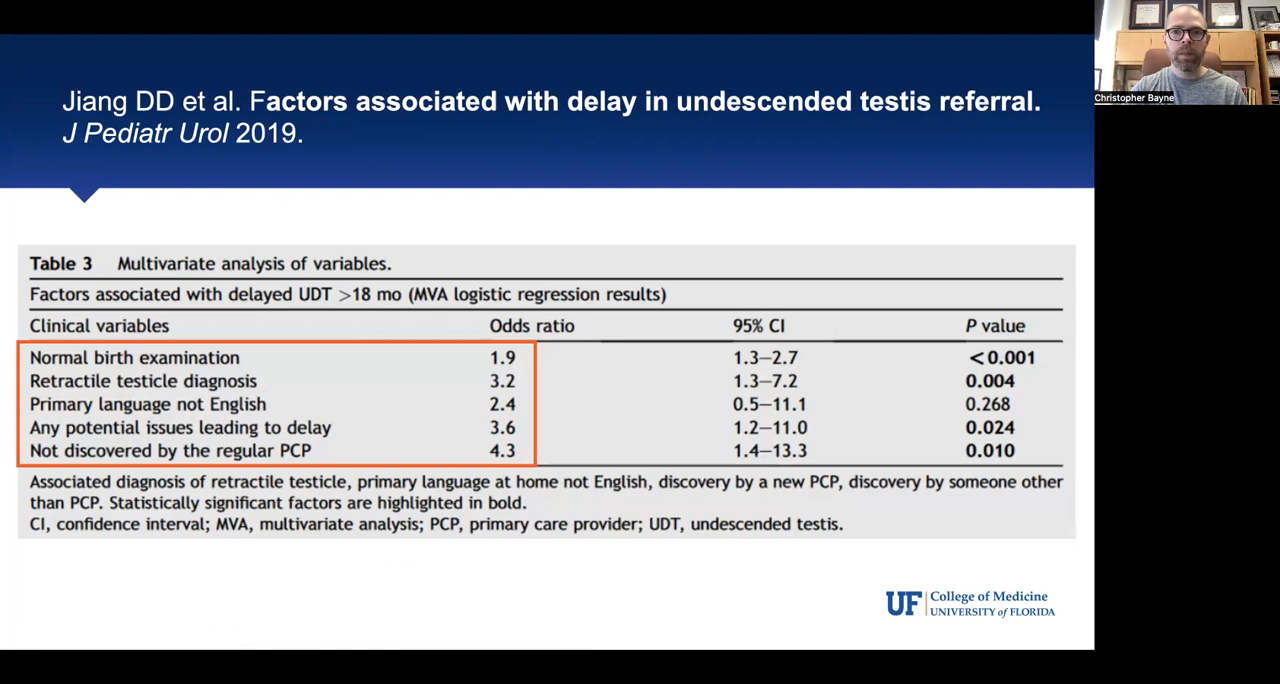 Jiang DD et al. Factors associated with delay in undescended testis referral.
J Pediatr Urol 2019.
Christopher Bayne
Table 3 Multivariate analysis of variables.
Factors associated with delayed UDT >18 mo (MVA logistic regression results)
Clinical variables Odds ratio 95% CI P value
Normal birth examination 1.9 1.3–2.7 <0.001
Retractile testicle diagnosis 3.2 1.3–7.2 0.004
Primary language not English 2.4 0.5–11.1 0.268
Any potential issues leading to delay 3.6 1.2–11.0 0.024
Not discovered by the regular PCP 4.3 1.4–13.3 0.010
Associated diagnosis of retractile testicle, primary language at home not English, discovery by a new PCP, discovery by someone other
than PCP. Statistically significant factors are highlighted in bold.
CI, confidence interval; MVA, multivariate analysis; PCP, primary care provider; UDT, undescended testis.
UF College of Medicine
UNIVERSITY of FLORIDA